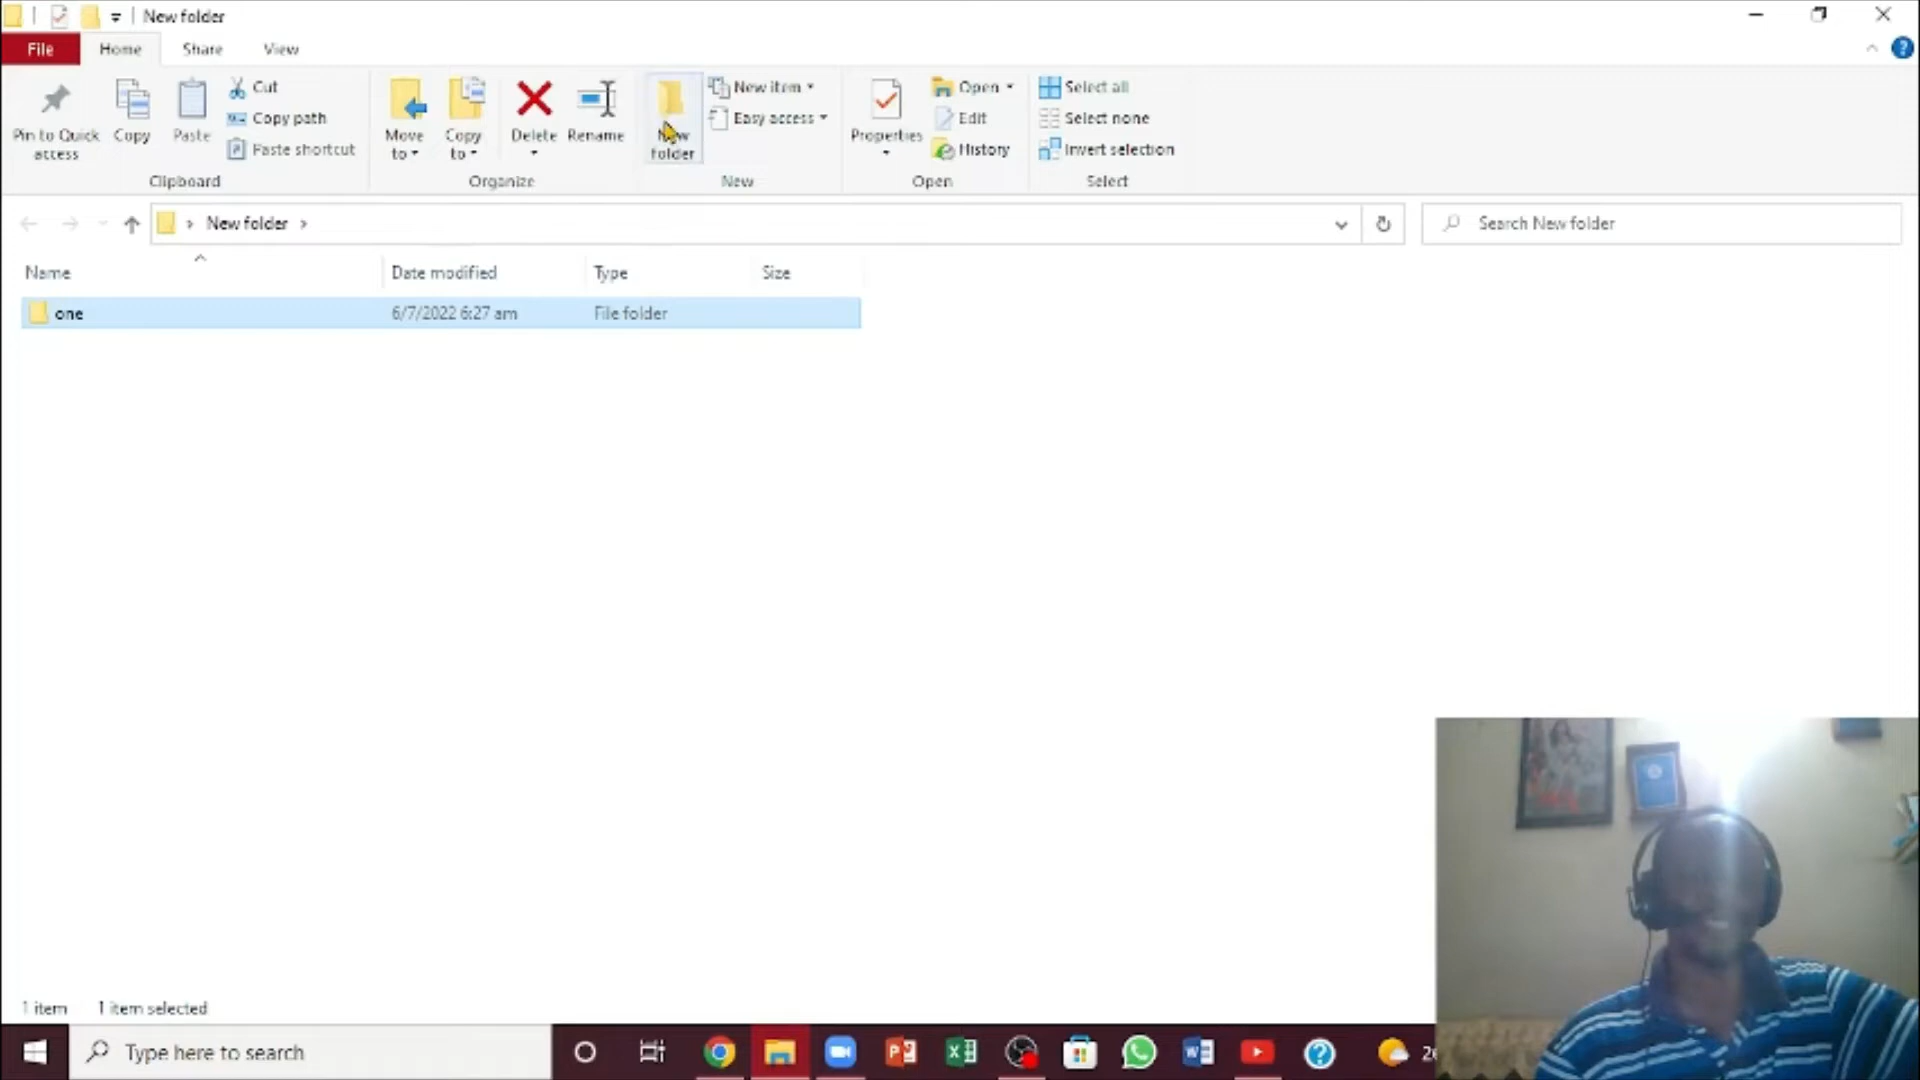 New folder
File Home Share View
Pin to Quick access
Copy
Paste
Cut
Copy path
Paste shortcut
Clipboard
Move to
Copy to
Delete
Rename
Organize
New folder
New item
Easy access
New
Properties
Open
Edit
History
Open
Select all
Select none
Invert selection
Select
New folder
Search New folder
Name Date modified Type Size
one 6/7/2022 6:27 am File folder
1 item 1 item selected
Type here to search